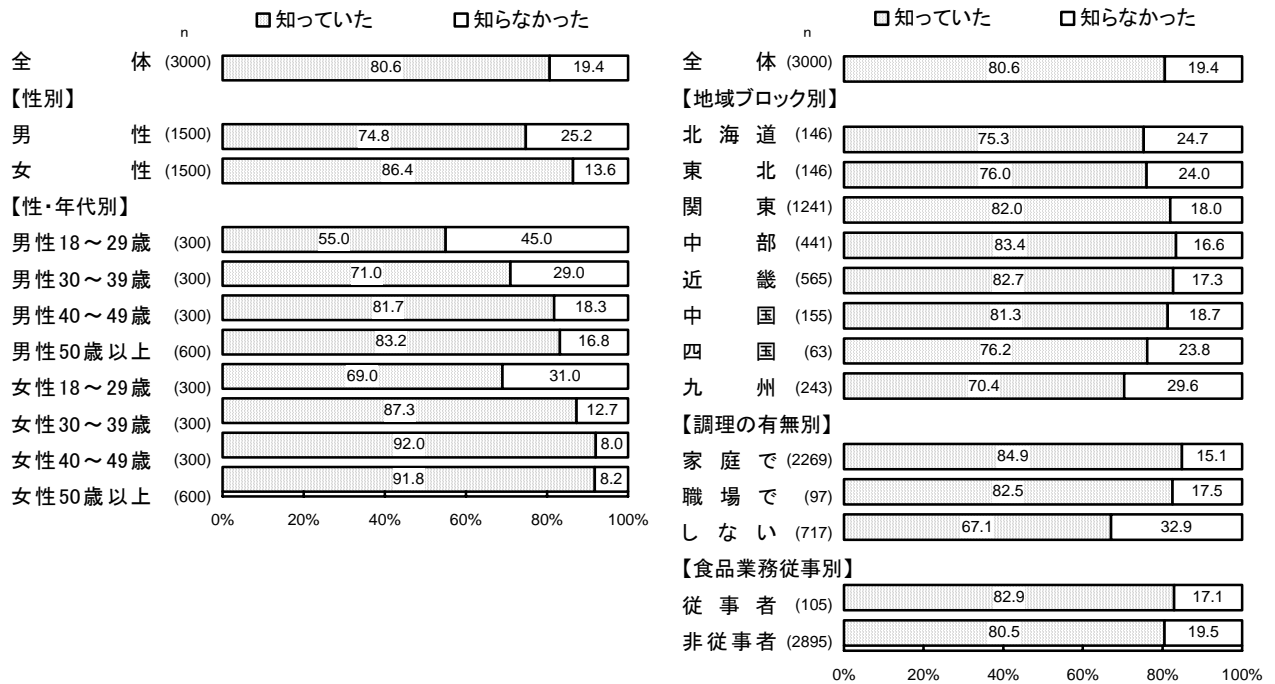 □知っていた □知らなかった
n
全体 (3000) 80.6 19.4
【性別】
男性 (1500) 74.8 25.2
女性 (1500) 86.4 13.6
【性・年代別】
男性18～29歳 (300) 55.0 45.0
男性30～39歳 (300) 71.0 29.0
男性40～49歳 (300) 81.7 18.3
男性50歳以上 (600) 83.2 16.8
女性18～29歳 (300) 69.0 31.0
女性30～39歳 (300) 87.3 12.7
女性40～49歳 (300) 92.0 8.0
女性50歳以上 (600) 91.8 8.2
0% 20% 40% 60% 80% 100%
□知っていた □知らなかった
n
全体 (3000) 80.6 19.4
【地域ブロック別】
北海道 (146) 75.3 24.7
東北 (146) 76.0 24.0
関東 (1241) 82.0 18.0
中部 (441) 83.4 16.6
近畿 (565) 82.7 17.3
中国 (155) 81.3 18.7
四国 (63) 76.2 23.8
九州 (243) 70.4 29.6
【調理の有無別】
家庭で (2269) 84.9 15.1
職場で (97) 82.5 17.5
しない (717) 67.1 32.9
【食品業務従事別】
従事者 (105) 82.9 17.1
非従事者 (2895) 80.5 19.5
0% 20% 40% 60% 80% 100%